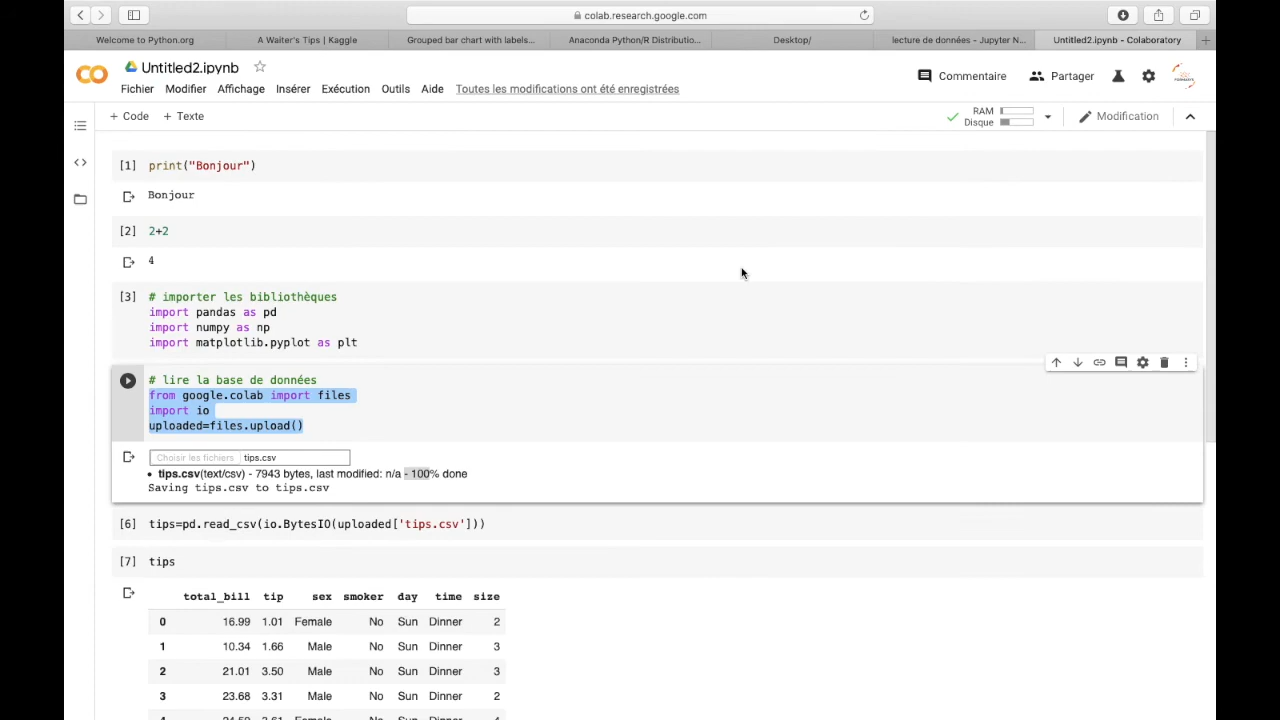 colab.research.google.com
Welcome to Python.org
A Waiter's Tips | Kaggle
Grouped bar chart with labels...
Anaconda Python/R Distributio...
Desktop/
lecture de données - Jupyter N...
Untitled2.ipynb - Colaboratory
Untitled2.ipynb
Commentaire
Partager
Fichier Modifier Affichage Insérer Exécution Outils Aide Toutes les modifications ont été enregistrées
+ Code + Texte
RAM
Disque
Modification
[1] print("Bonjour")
Bonjour
[2] 2+2
4
[3] # importer les bibliothèques
import pandas as pd
import numpy as np
import matplotlib.pyplot as plt
# lire la base de données
from google.colab import files
import io
uploaded=files.upload()
Choisir les fichiers tips.csv
• tips.csv(text/csv) - 7943 bytes, last modified: n/a - 100% done
Saving tips.csv to tips.csv
[6] tips=pd.read_csv(io.BytesIO(uploaded['tips.csv']))
[7] tips
total_bill tip sex smoker day time size
0 16.99 1.01 Female No Sun Dinner 2
1 10.34 1.66 Male No Sun Dinner 3
2 21.01 3.50 Male No Sun Dinner 3
3 23.68 3.31 Male No Sun Dinner 2